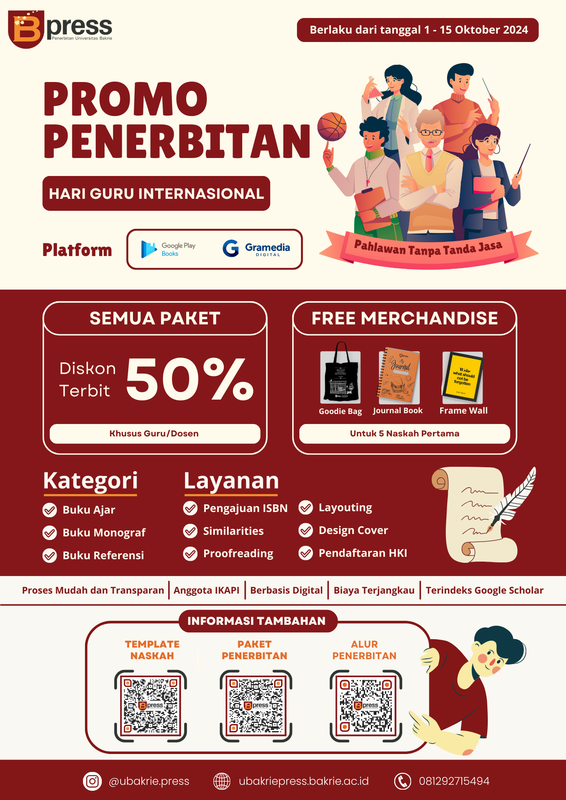 Bpress
Penerbitan Universitas Bakrie
Berlaku dari tanggal 1 - 15 Oktober 2024
PROMO
PENERBITAN
HARI GURU INTERNASIONAL
Platform
Google Play
Books
Gramedia
DIGITAL
Pahlawan Tanpa Tanda Jasa
SEMUA PAKET
Diskon
Terbit
50%
Khusus Guru/Dosen
FREE MERCHANDISE
Goodie Bag
Journal Book
Frame Wall
Untuk 5 Naskah Pertama
Kategori
Buku Ajar
Buku Monograf
Buku Referensi
Layanan
Pengajuan ISBN
Similarities
Proofreading
Layouting
Design Cover
Pendaftaran HKI
Proses Mudah dan Transparan
Anggota IKAPI
Berbasis Digital
Biaya Terjangkau
Terindeks Google Scholar
INFORMASI TAMBAHAN
TEMPLATE
NASKAH
Bpress
PAKET
PENERBITAN
Bpress
ALUR
PENERBITAN
Bpress
@ubakrie.press
ubakriepress.bakrie.ac.id
081292715494